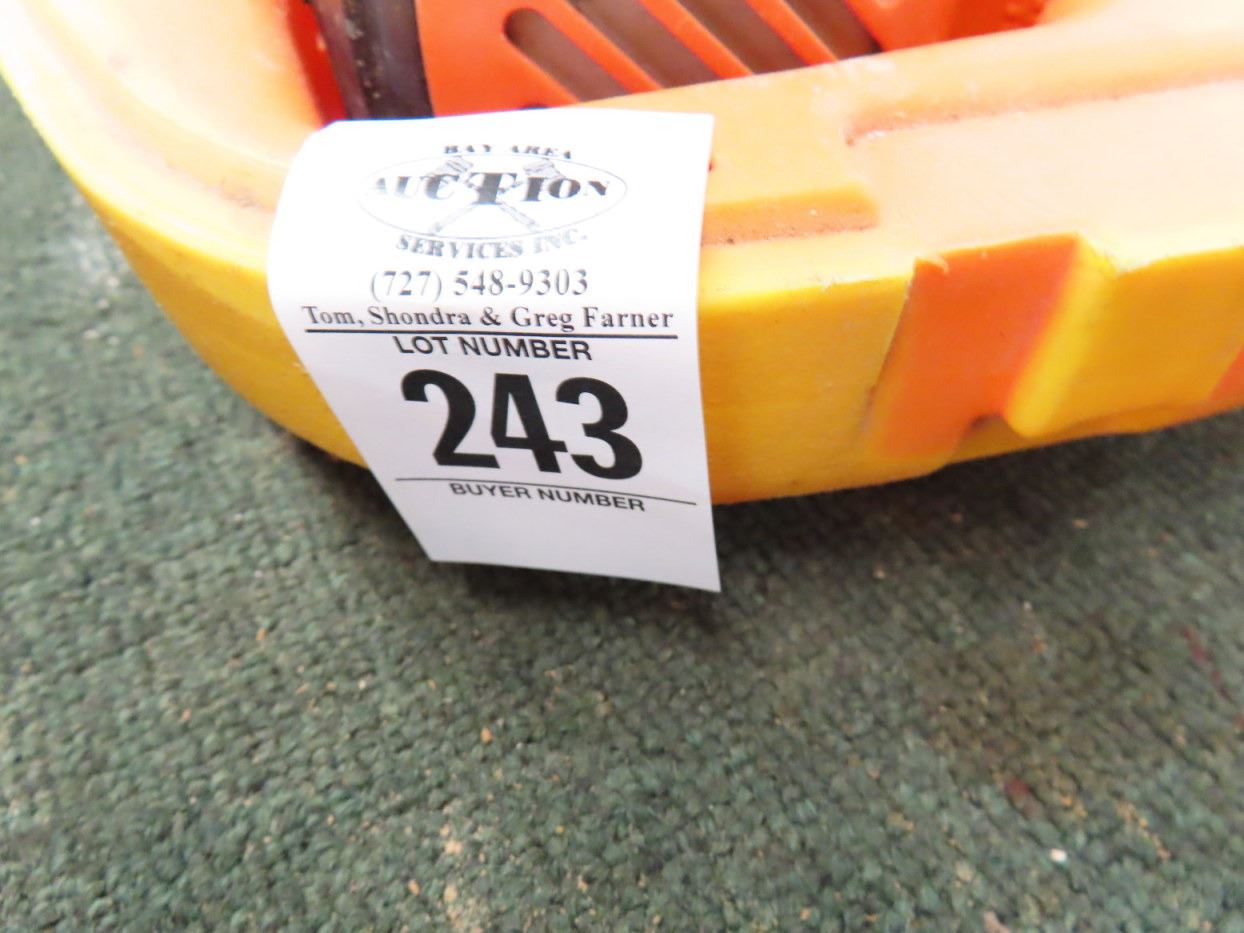 BAY AREA
AUCTION
SERVICES INC.
(727) 548-9303
Tom, Shondra & Greg Farner
LOT NUMBER
243
BUYER NUMBER